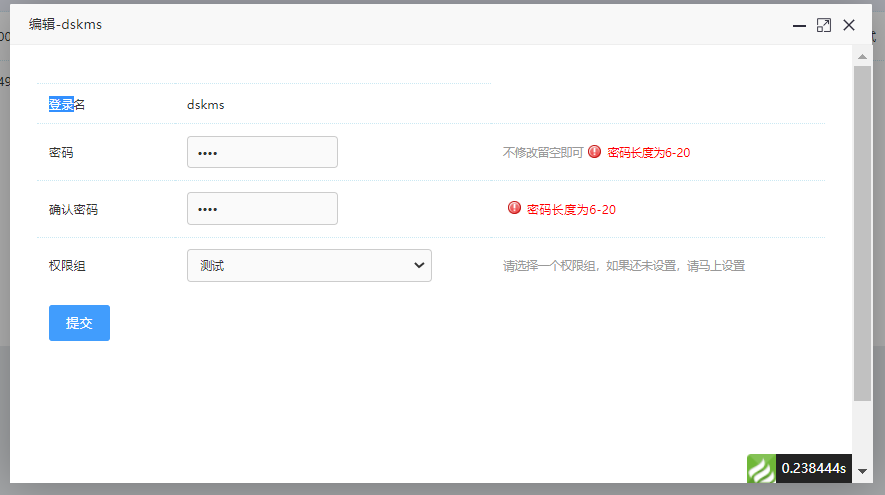 编辑-dskms
登录名 dskms
密码 •••• 不修改留空即可 密码长度为6-20
确认密码 •••• 密码长度为6-20
权限组 测试 请选择一个权限组，如果还未设置，请马上设置
提交
0.238444s